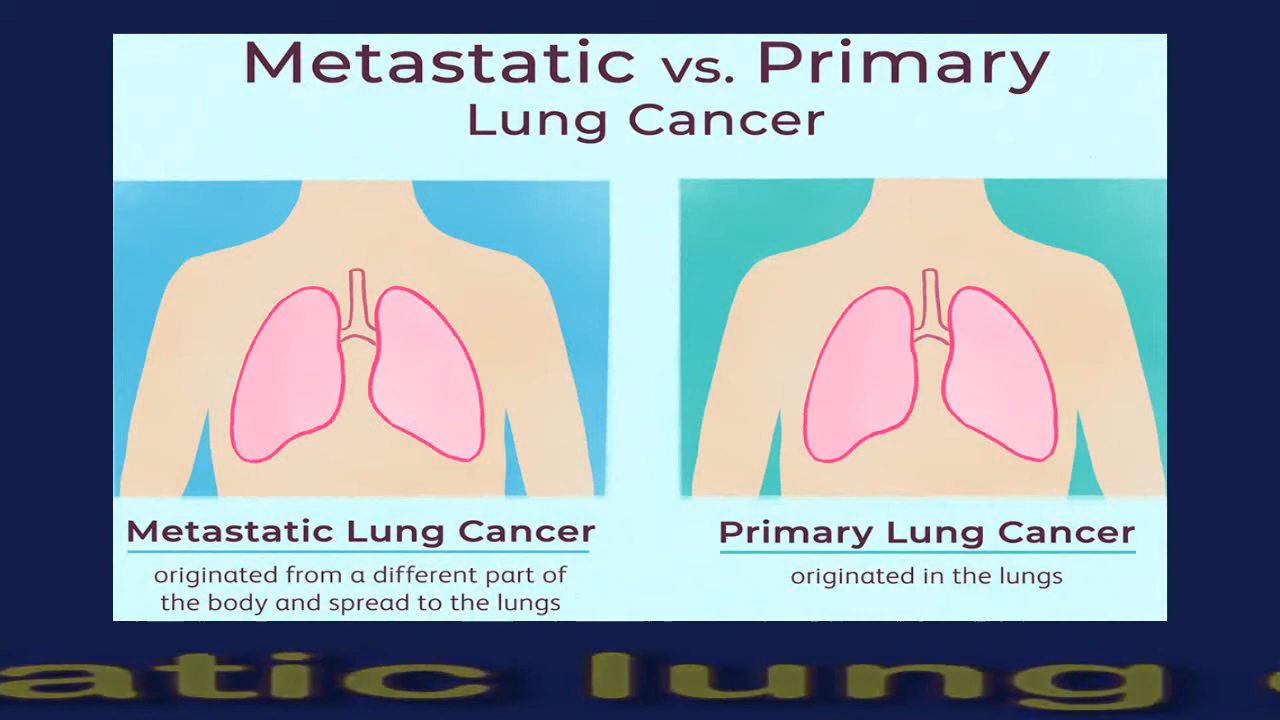 Metastatic vs. Primary
Lung Cancer
Metastatic Lung Cancer
originated from a different part of
the body and spread to the lungs
Primary Lung Cancer
originated in the lungs
atic lung